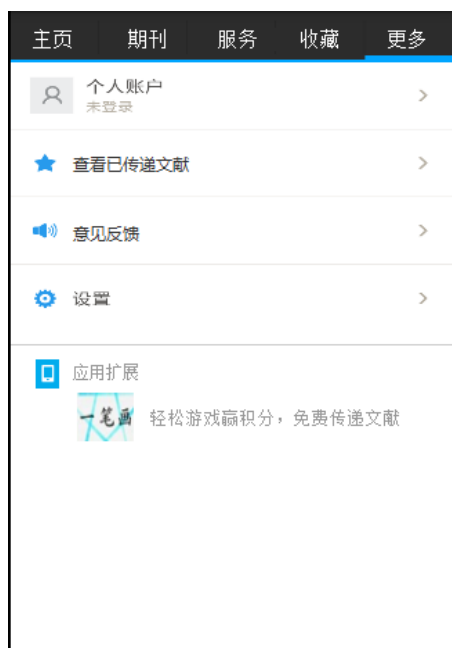 主页 期刊 服务 收藏 更多
个人账户
未登录
查看已传递文献
意见反馈
设置
应用扩展
一笔画
轻松游戏赢积分，免费传递文献